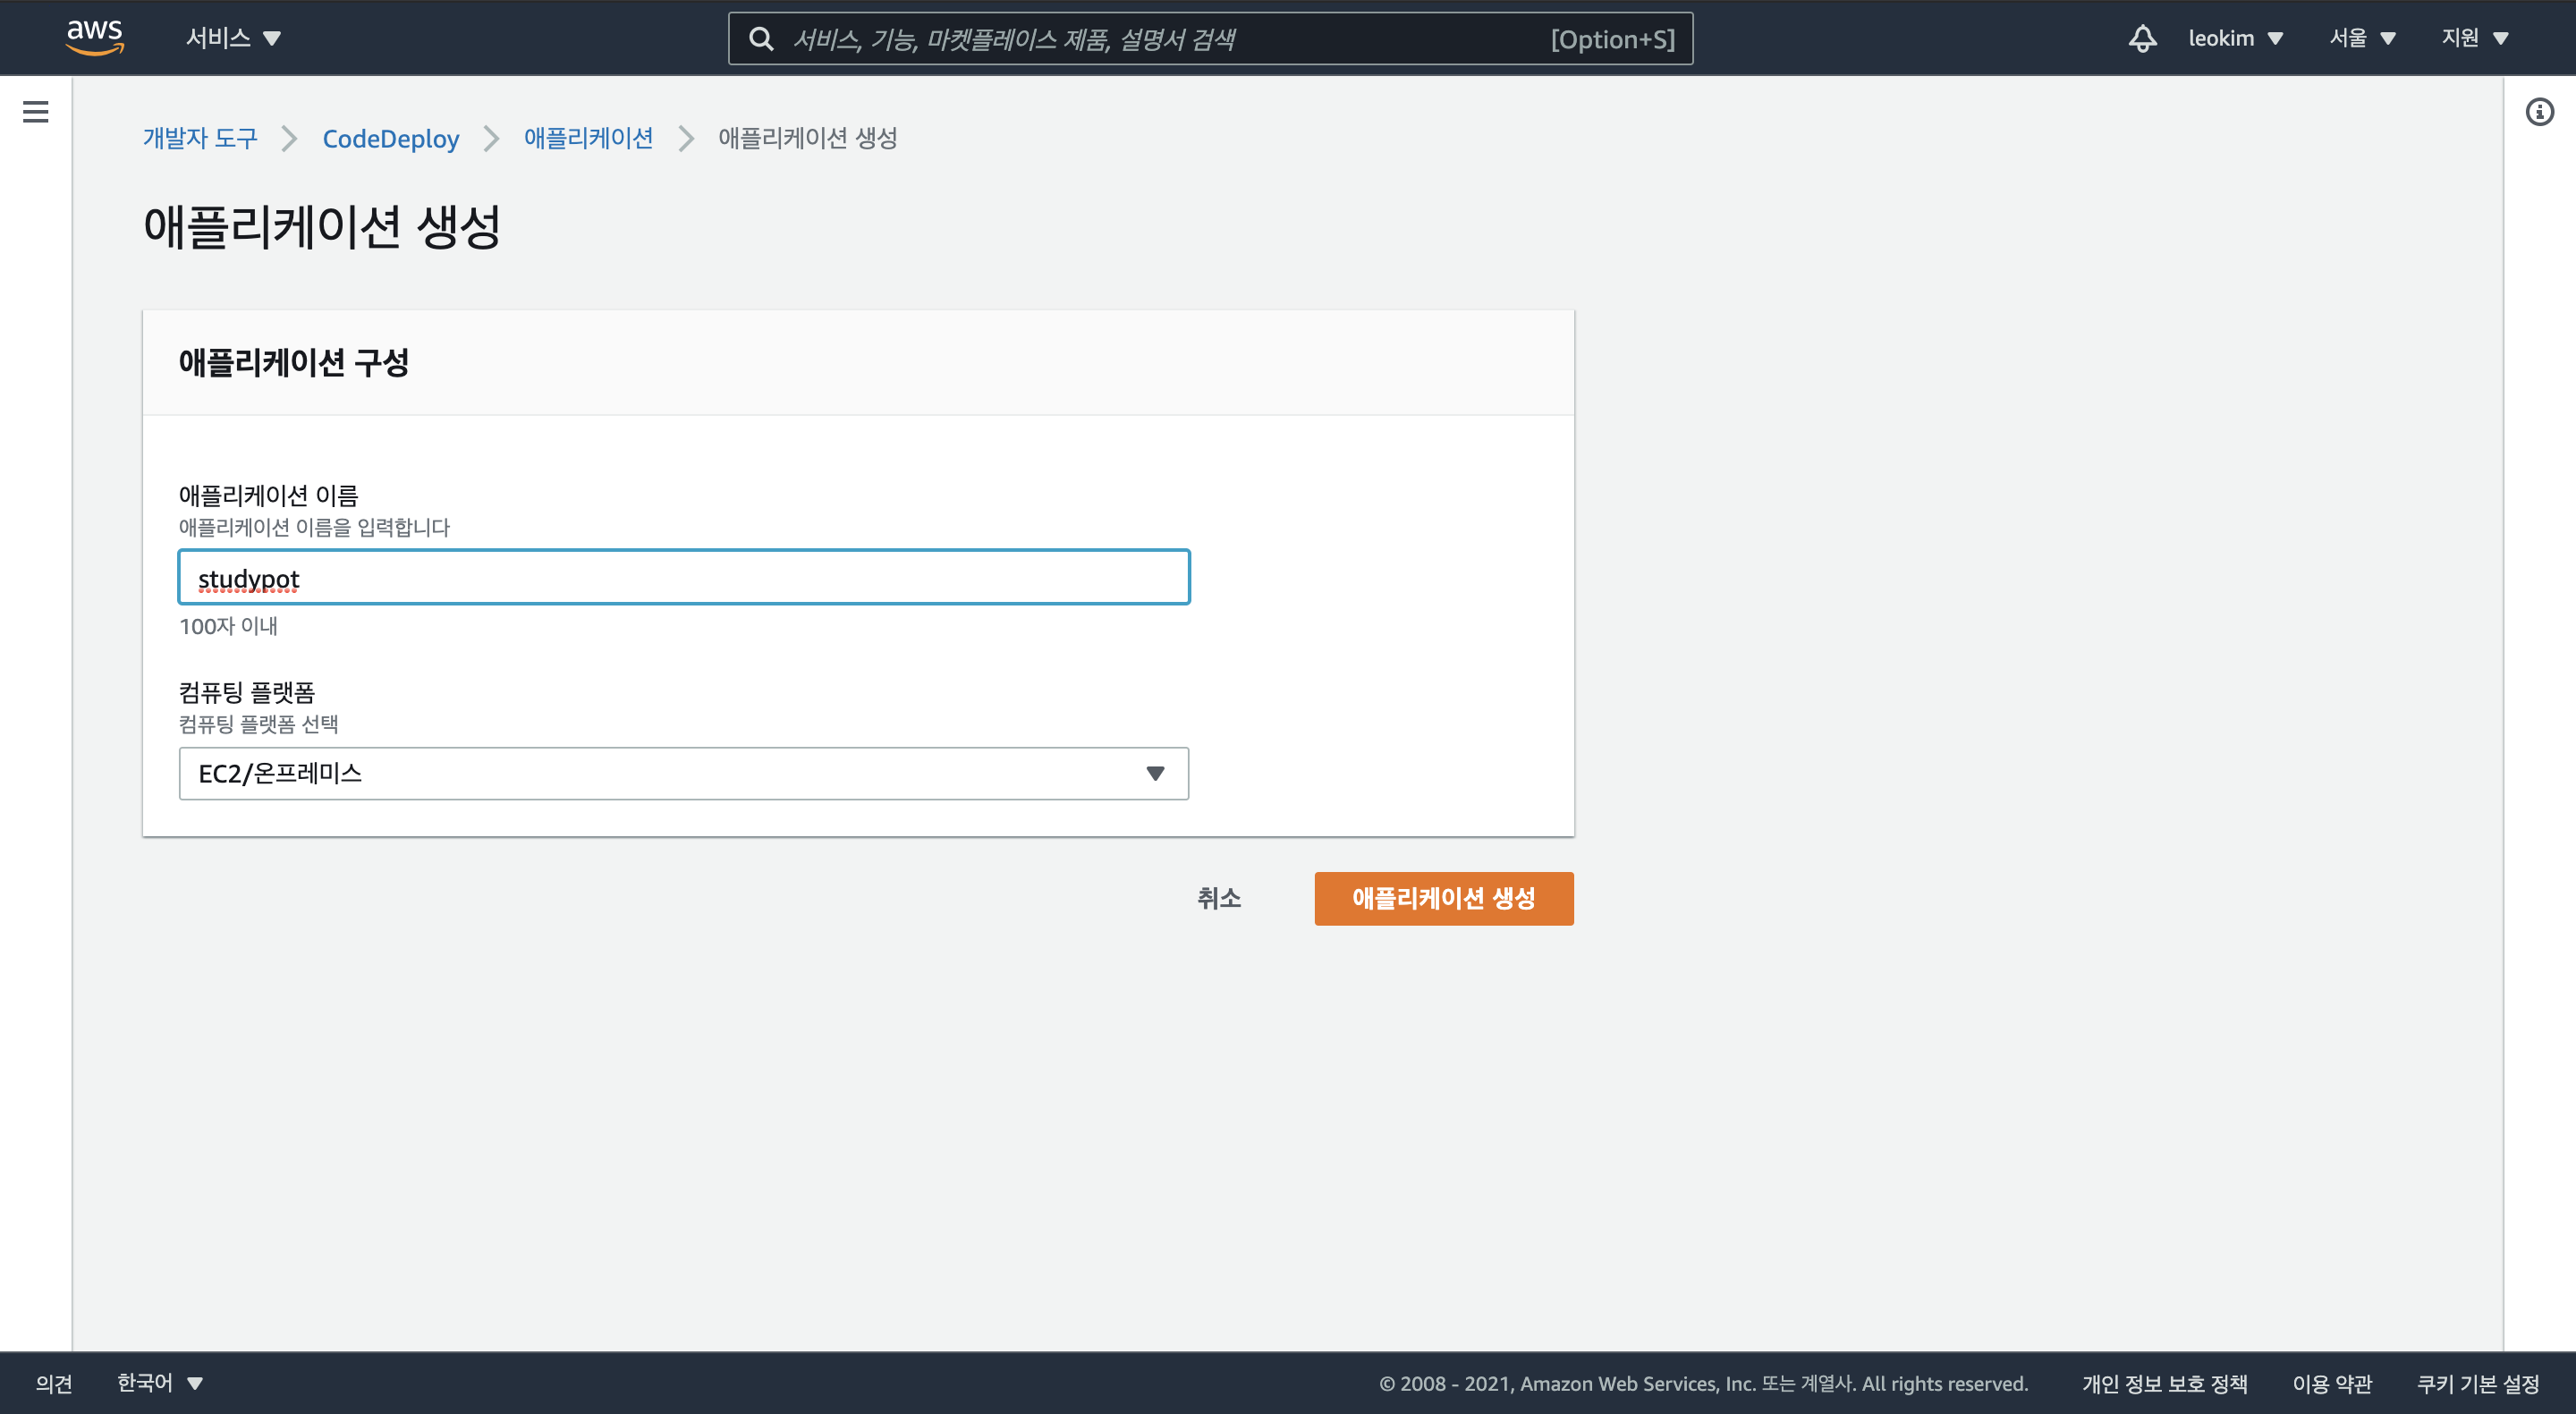 aws 서비스 서비스, 기능, 마켓플레이스 제품, 설명서 검색 [Option+S] leokim 서울 지원
개발자 도구 CodeDeploy 애플리케이션 애플리케이션 생성
애플리케이션 생성
애플리케이션 구성
애플리케이션 이름
애플리케이션 이름을 입력합니다
studypot
100자 이내
컴퓨팅 플랫폼
컴퓨팅 플랫폼 선택
EC2/온프레미스
취소 애플리케이션 생성
의견 한국어 © 2008 - 2021, Amazon Web Services, Inc. 또는 계열사. All rights reserved. 개인 정보 보호 정책 이용 약관 쿠키 기본 설정